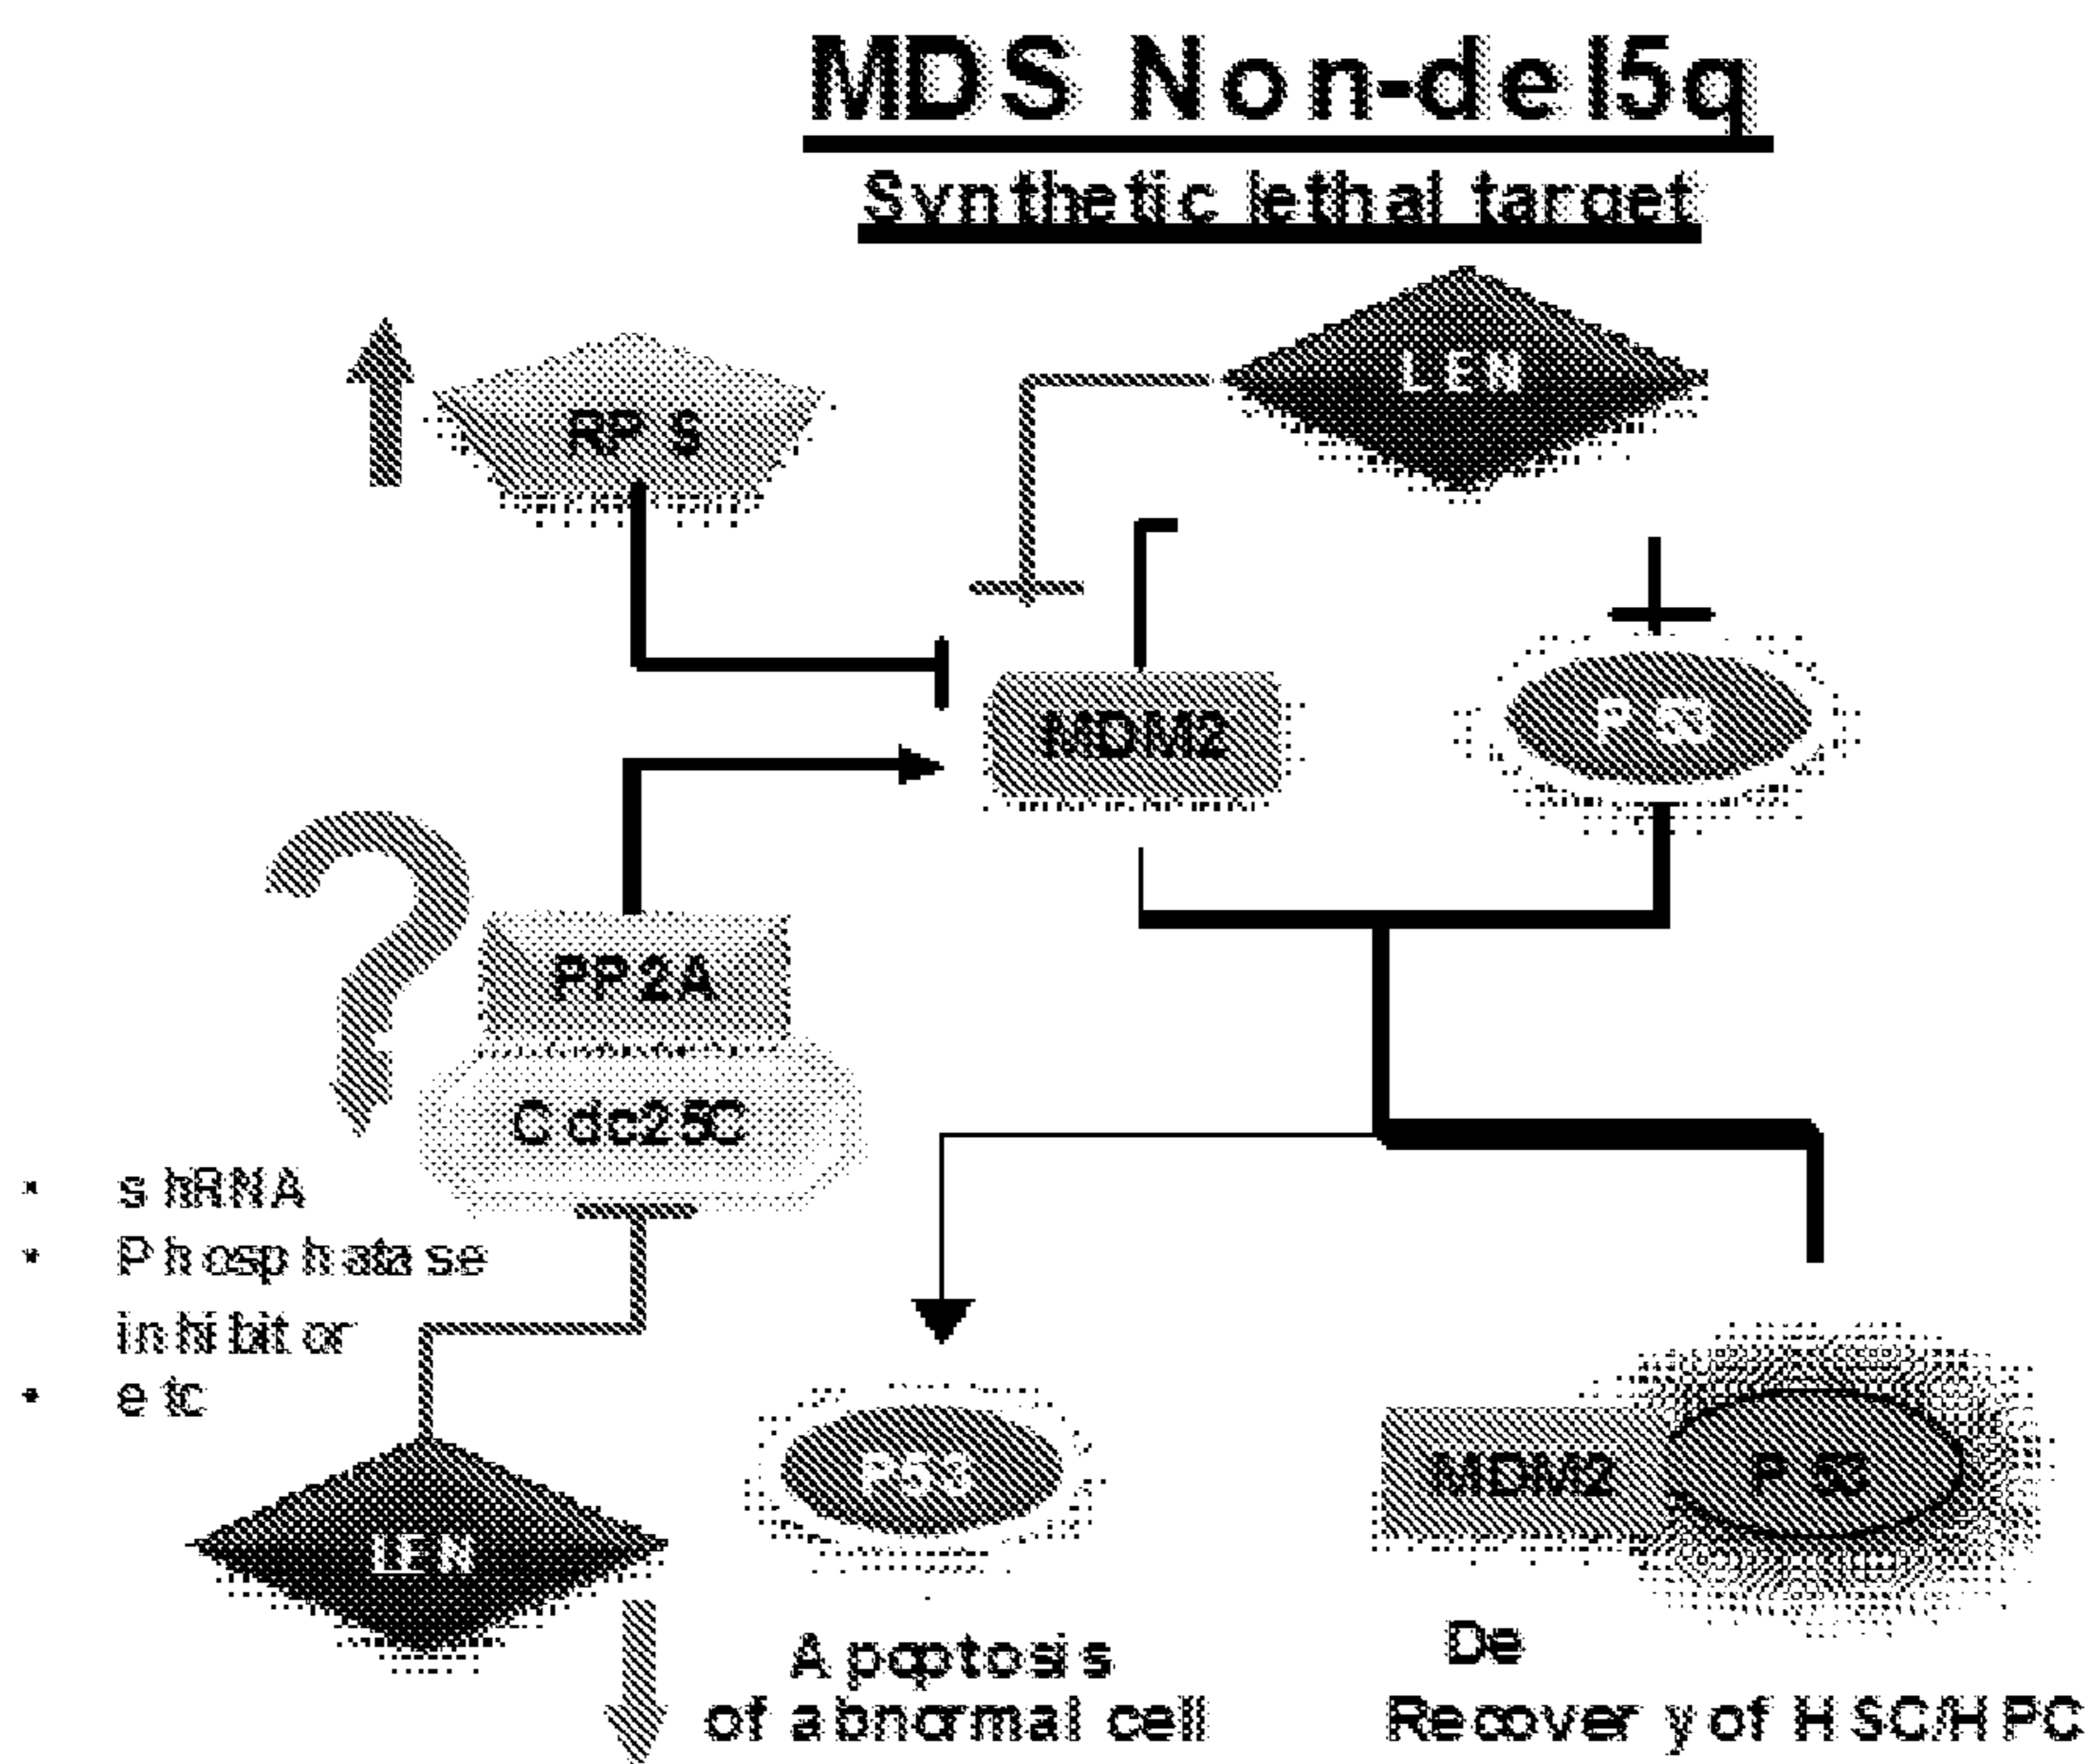 MDS Non-del5q
Synthetic lethal target
LEN
RPS
MDM2
P53
PP2A
Cdc25C
• shRNA
• Phosphatase
inhibitor
• etc
LEN
P53
MDM2
P53
Apoptosis
of abnormal cell
De
Recovery of HSC/HPC